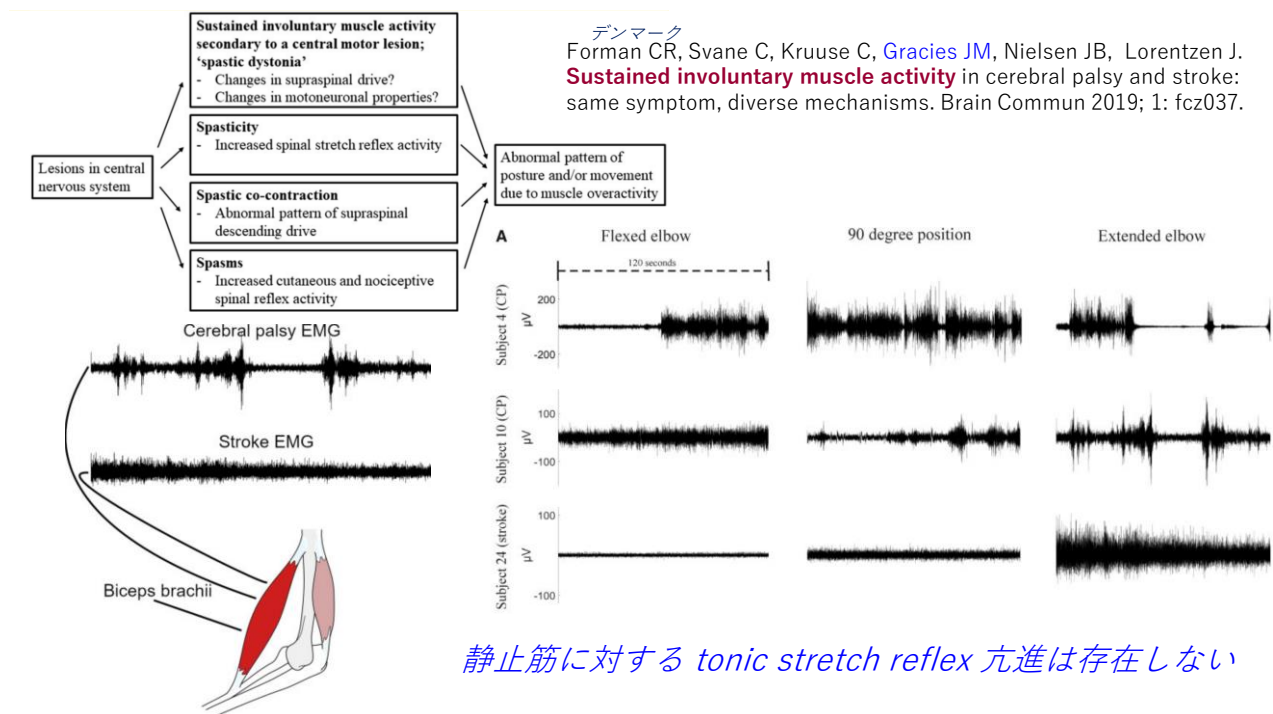 Sustained involuntary muscle activity
secondary to a central motor lesion;
'spastic dystonia'
- Changes in supraspinal drive?
- Changes in motoneuronal properties?
Spasticity
- Increased spinal stretch reflex activity
Lesions in central
nervous system
Spastic co-contraction
- Abnormal pattern of supraspinal
descending drive
Spasms
- Increased cutaneous and nociceptive
spinal reflex activity
Abnormal pattern of
posture and/or movement
due to muscle overactivity
デンマーク
Forman CR, Svane C, Kruuse C, Gracies JM, Nielsen JB, Lorentzen J.
Sustained involuntary muscle activity in cerebral palsy and stroke:
same symptom, diverse mechanisms. Brain Commun 2019; 1: fcz037.
Cerebral palsy EMG
Stroke EMG
Biceps brachii
A
Flexed elbow
90 degree position
Extended elbow
120 seconds
Subject 4 (CP)
μV
200
-200
Subject 10 (CP)
μV
100
-100
Subject 24 (stroke)
μV
100
-100
静止筋に対する tonic stretch reflex 亢進は存在しない